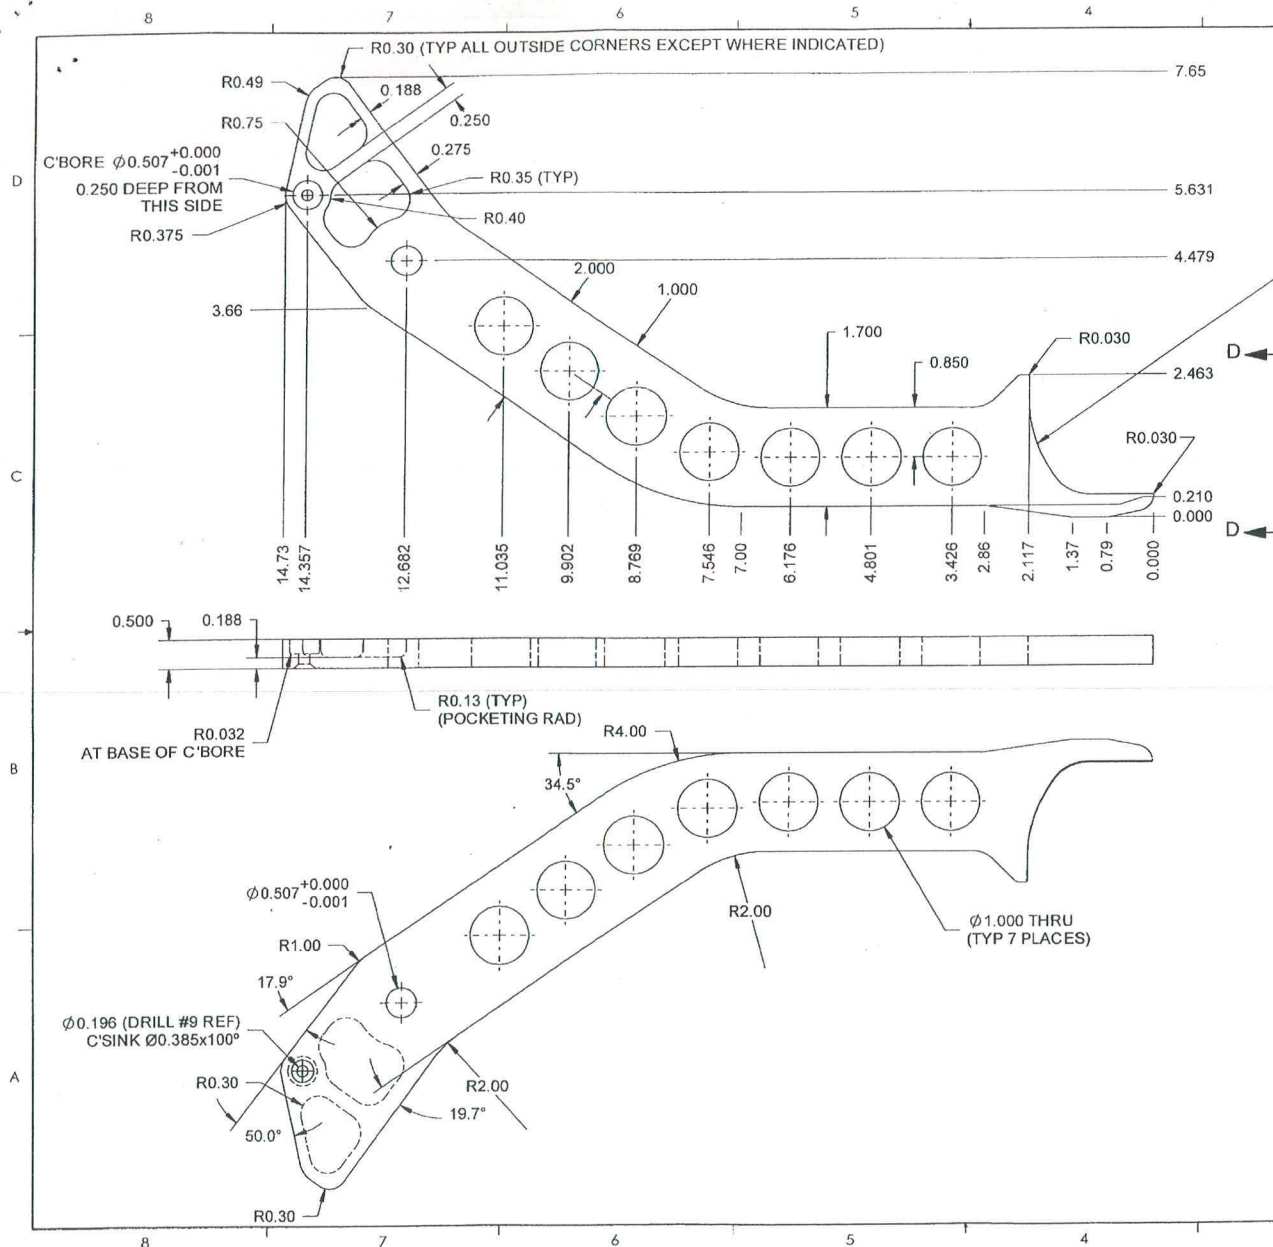 8 7 6 5 4
R0.30 (TYP ALL OUTSIDE CORNERS EXCEPT WHERE INDICATED)
7.65
R0.49
0.188
R0.75
0.250
C'BORE Ø0.507 +0.000
-0.001
0.250 DEEP FROM
THIS SIDE
0.275
D
R0.35 (TYP)
5.631
R0.40
R0.375
4.479
2.000
1.000
3.66
1.700
R0.030
0.850
D
2.463
R0.030
C
0.210
0.000
D
14.73
14.357
12.682
11.035
9.902
8.769
7.546
7.00
6.176
4.801
3.426
2.86
2.117
1.37
0.79
0.000
0.500
0.188
R0.13 (TYP)
(POCKETING RAD)
R0.032
AT BASE OF C'BORE
R4.00
B
34.5°
Ø0.507 +0.000
-0.001
R2.00
Ø1.000 THRU
(TYP 7 PLACES)
R1.00
17.9°
Ø0.196 (DRILL #9 REF)
C'SINK Ø0.385x100°
A
R0.30
R2.00
19.7°
50.0°
R0.30
8 7 6 5 4